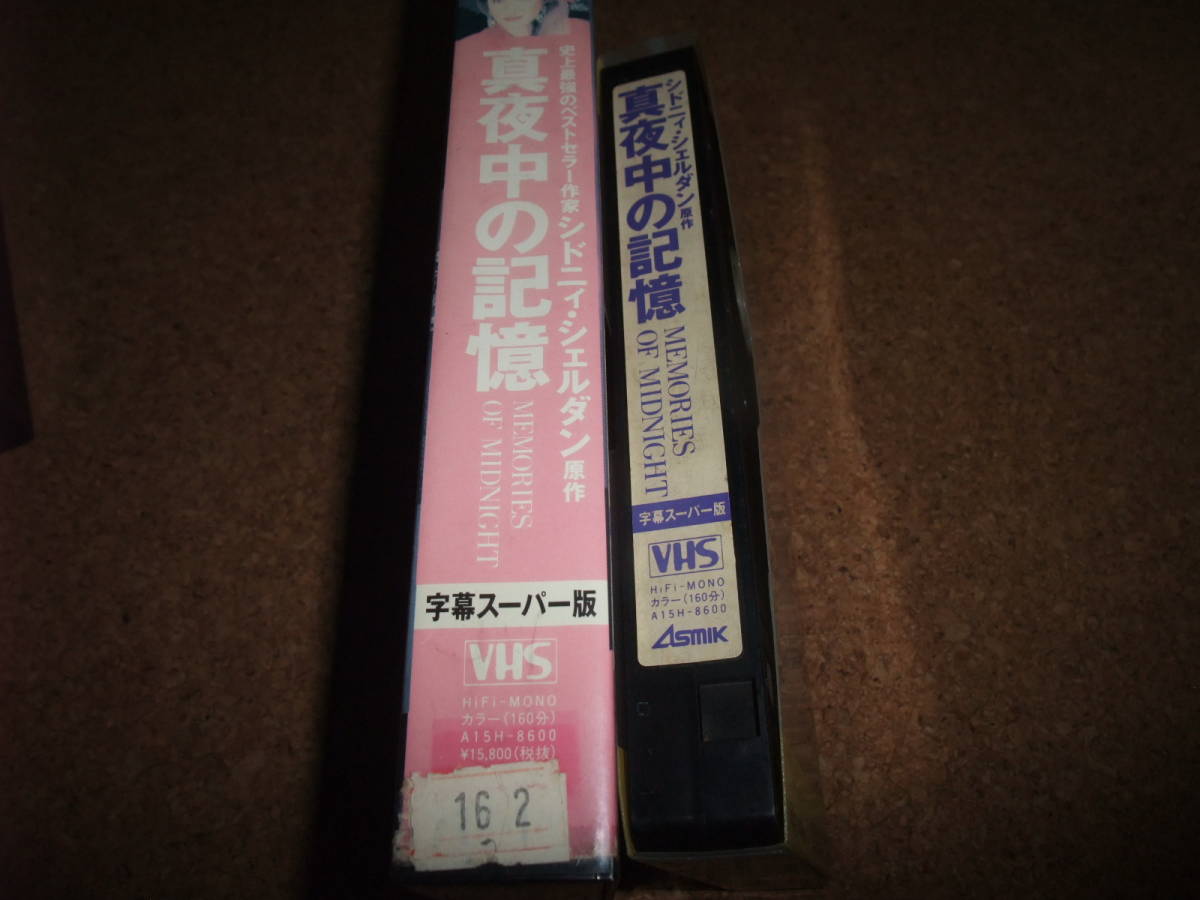 史上最強のベストセラー作家シドニィ・シェルダン原作
真夜中の記憶
MEMORIES
OF MIDNIGHT
字幕スーパー版
VHS
HiFi-MONO
カラー(160分)
A15H-8600
¥15,800(税抜)
16 2
シドニィ・シェルダン原作
真夜中の記憶
MEMORIES
OF MIDNIGHT
字幕スーパー版
VHS
HiFi-MONO
カラー(160分)
A15H-8600
ASMIK